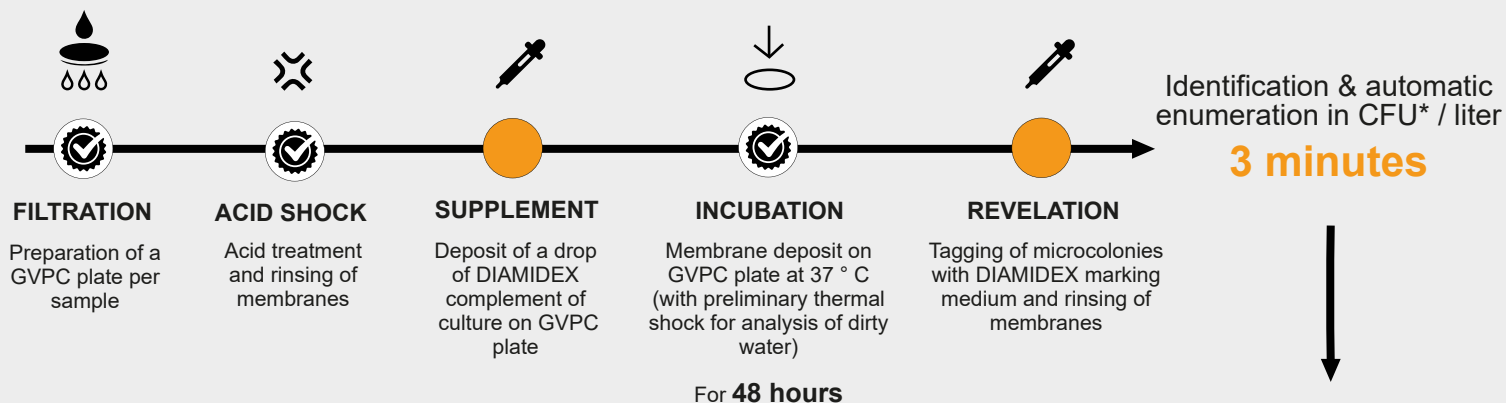 FILTRATION
Preparation of a
GVPC plate per
sample
ACID SHOCK
Acid treatment
and rinsing of
membranes
SUPPLEMENT
Deposit of a drop
of DIAMIDEX
complement of
culture on GVPC
plate
INCUBATION
Membrane deposit on
GVPC plate at 37 ° C
(with preliminary thermal
shock for analysis of dirty
water)
For 48 hours
REVELATION
Tagging of microcolonies
with DIAMIDEX marking
medium and rinsing of
membranes
Identification & automatic
enumeration in CFU* / liter
3 minutes